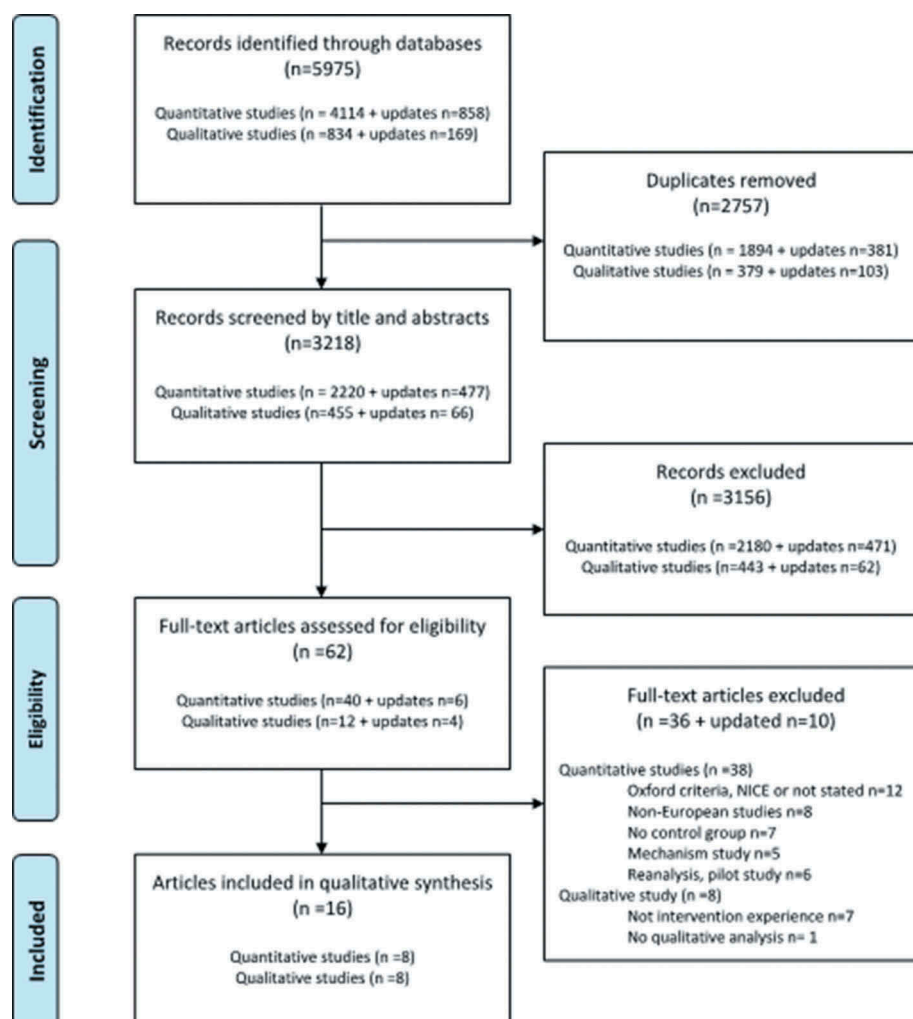 Identification
Records identified through databases
(n=5975)
Quantitative studies (n = 4114 + updates n=858)
Qualitative studies (n =834 + updates n=169)
Duplicates removed
(n=2757)
Quantitative studies (n = 1894 + updates n=381)
Qualitative studies (n = 379 + updates n=103)
Screening
Records screened by title and abstracts
(n=3218)
Quantitative studies (n = 2220 + updates n=477)
Qualitative studies (n=455 + updates n= 66)
Records excluded
(n =3156)
Quantitative studies (n =2180 + updates n=471)
Qualitative studies (n=443 + updates n=62)
Eligibility
Full-text articles assessed for eligibility
(n =62)
Quantitative studies (n=40 + updates n=6)
Qualitative studies (n=12 + updates n=4)
Full-text articles excluded
(n =36 + updated n=10)
Quantitative studies (n =38)
Oxford criteria, NICE or not stated n=12
Non-European studies n=8
No control group n=7
Mechanism study n=5
Reanalysis, pilot study n=6
Qualitative study (n =8)
Not intervention experience n=7
No qualitative analysis n= 1
Included
Articles included in qualitative synthesis
(n =16)
Quantitative studies (n =8)
Qualitative studies (n =8)